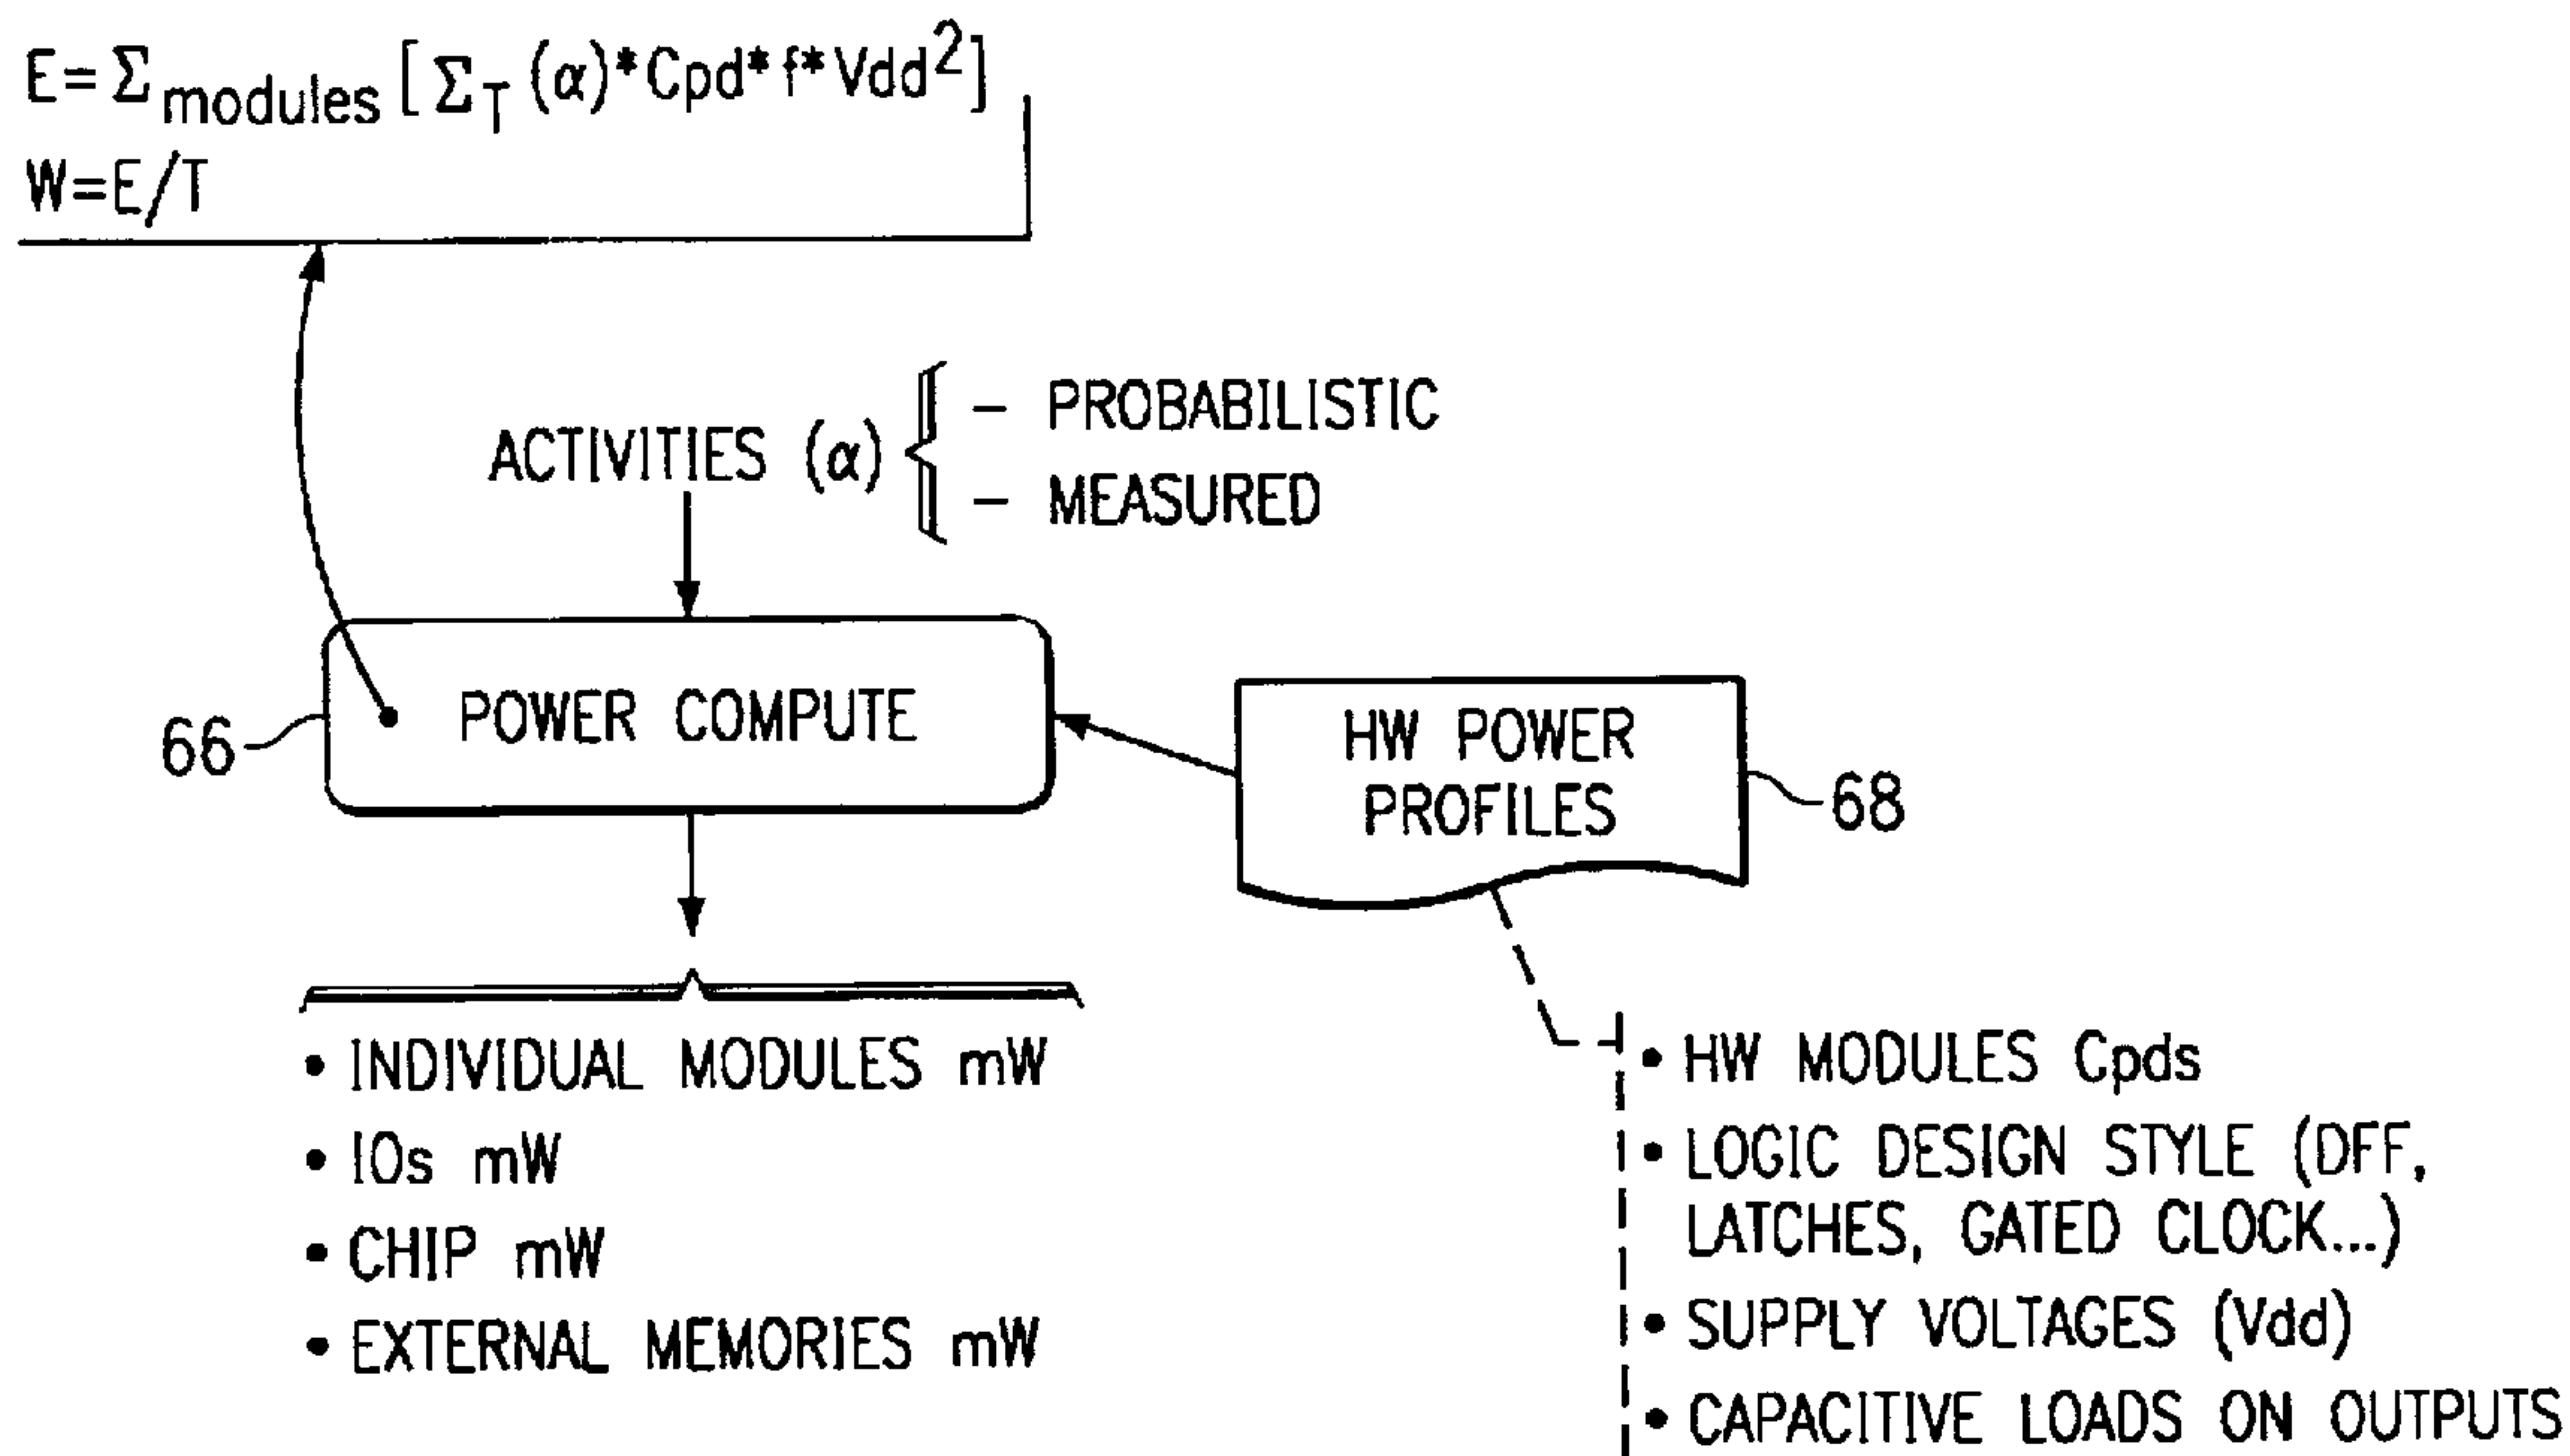 E=Σmodules [ΣT (α)*Cpd*f*Vdd²]
W=E/T
ACTIVITIES (α)
– PROBABILISTIC
– MEASURED
66
POWER COMPUTE
HW POWER
PROFILES
68
• INDIVIDUAL MODULES mW
• IOs mW
• CHIP mW
• EXTERNAL MEMORIES mW
• HW MODULES Cpds
• LOGIC DESIGN STYLE (DFF,
LATCHES, GATED CLOCK...)
• SUPPLY VOLTAGES (Vdd)
• CAPACITIVE LOADS ON OUTPUTS